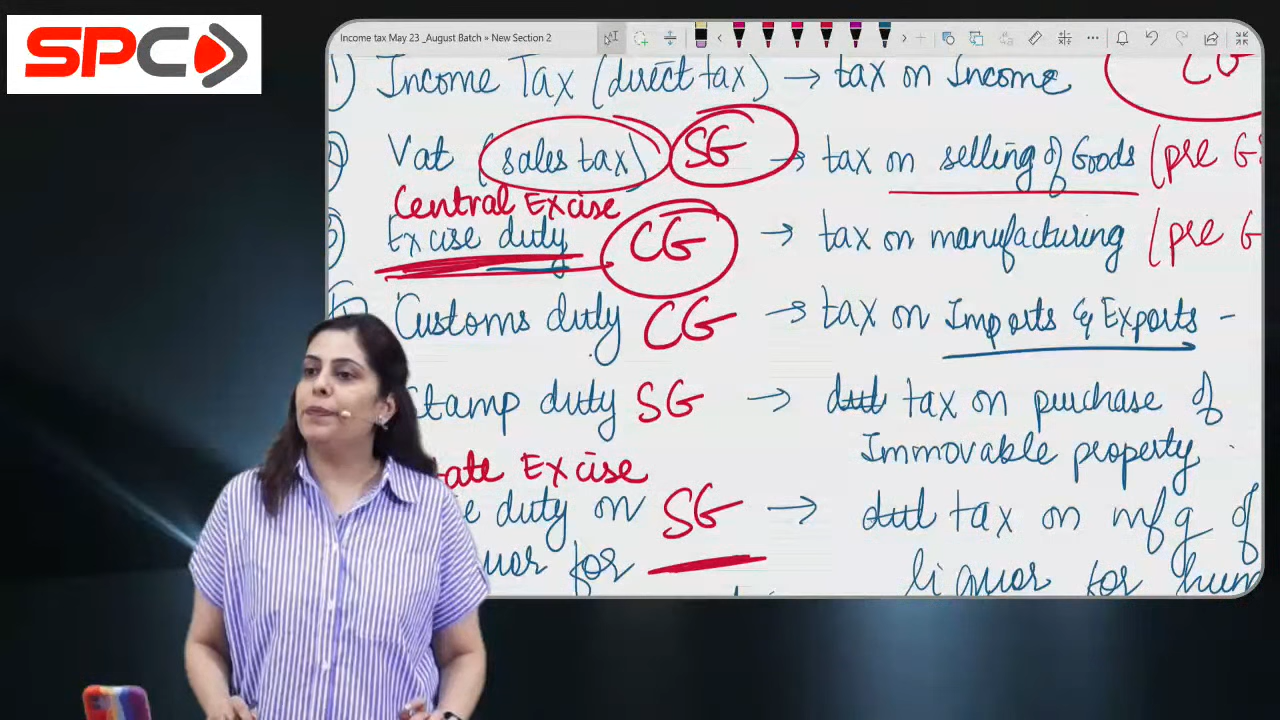 SPC
Income tax May 23 _August Batch » New Section 2
1) Income Tax (direct tax) → tax on Income CG
Vat (sales tax) SG → tax on selling of Goods (pre
Central Excise
Excise duty CG → tax on manufacturing (pre
Customs duty CG → tax on Imports & Exports -
Stamp duty SG → tax on purchase of
Immovable property
Excise
duty on SG → tax on mfg of
for liquor for